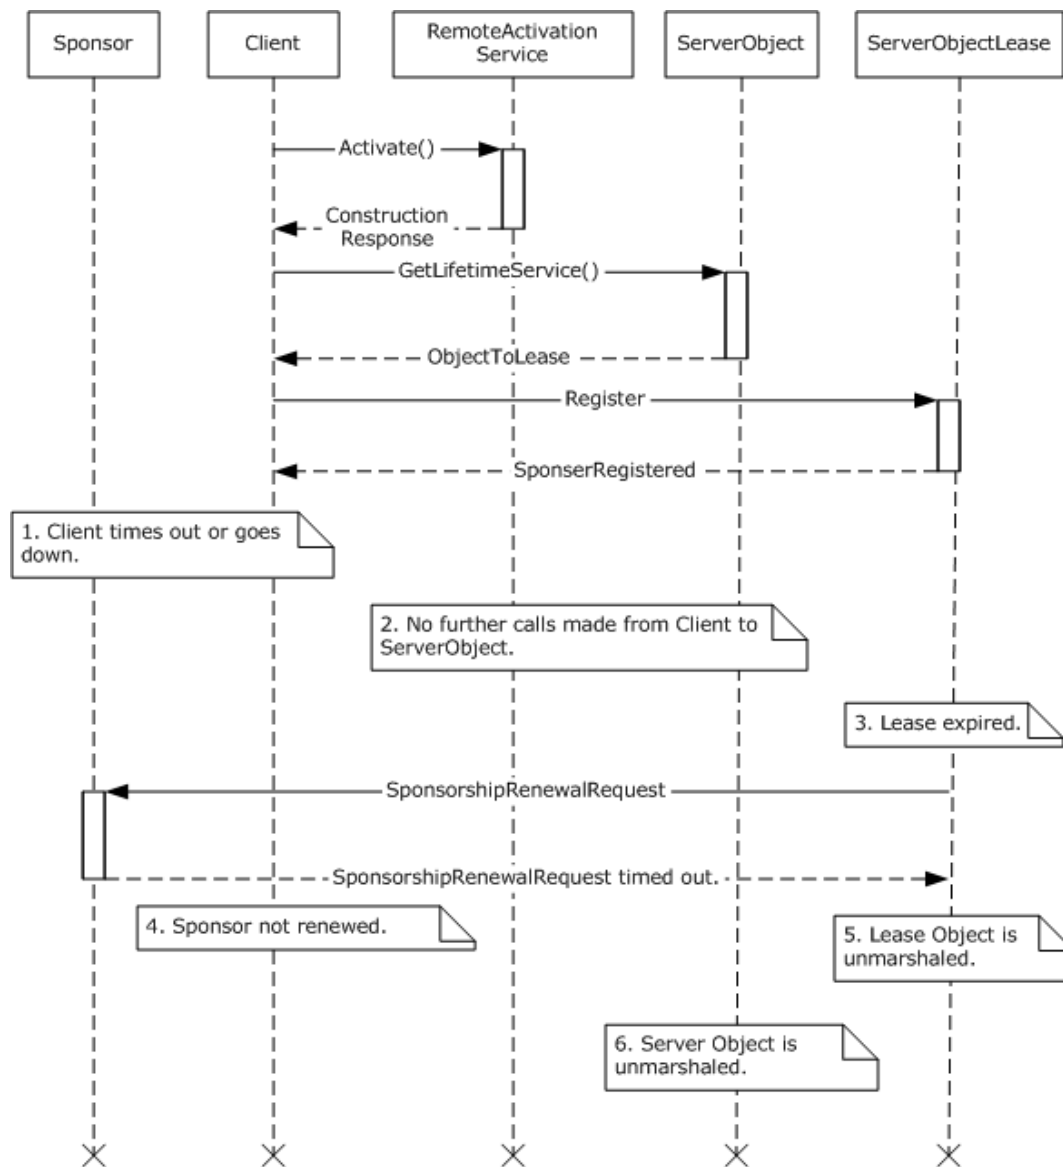 Sponsor
Client
RemoteActivation
Service
ServerObject
ServerObjectLease
Activate()
Construction
Response
GetLifetimeService()
ObjectToLease
Register
SponserRegistered
1. Client times out or goes
down.
2. No further calls made from Client to
ServerObject.
3. Lease expired.
SponsorshipRenewalRequest
SponsorshipRenewalRequest timed out.
4. Sponsor not renewed.
5. Lease Object is
unmarshaled.
6. Server Object is
unmarshaled.